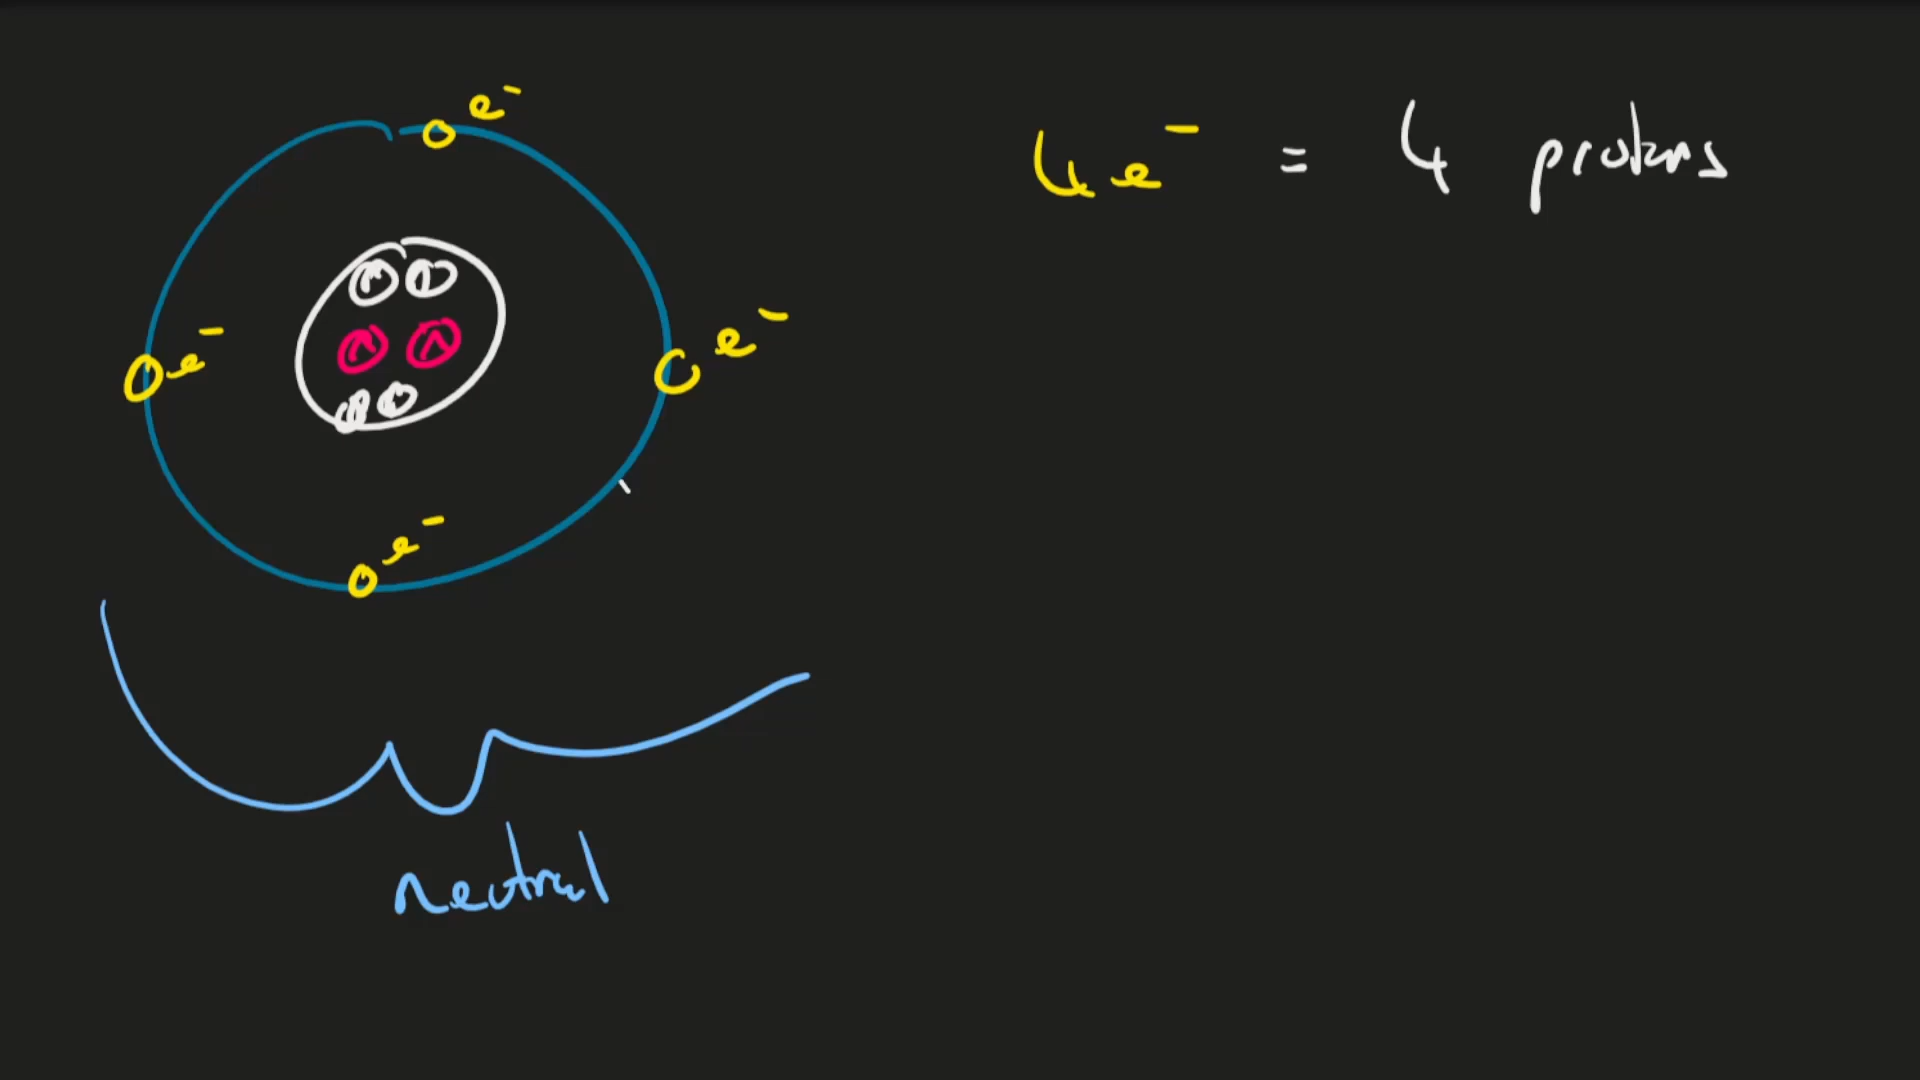 e⁻
4e⁻ = 4 protons
e⁻
e⁻
N N
e⁻
neutral